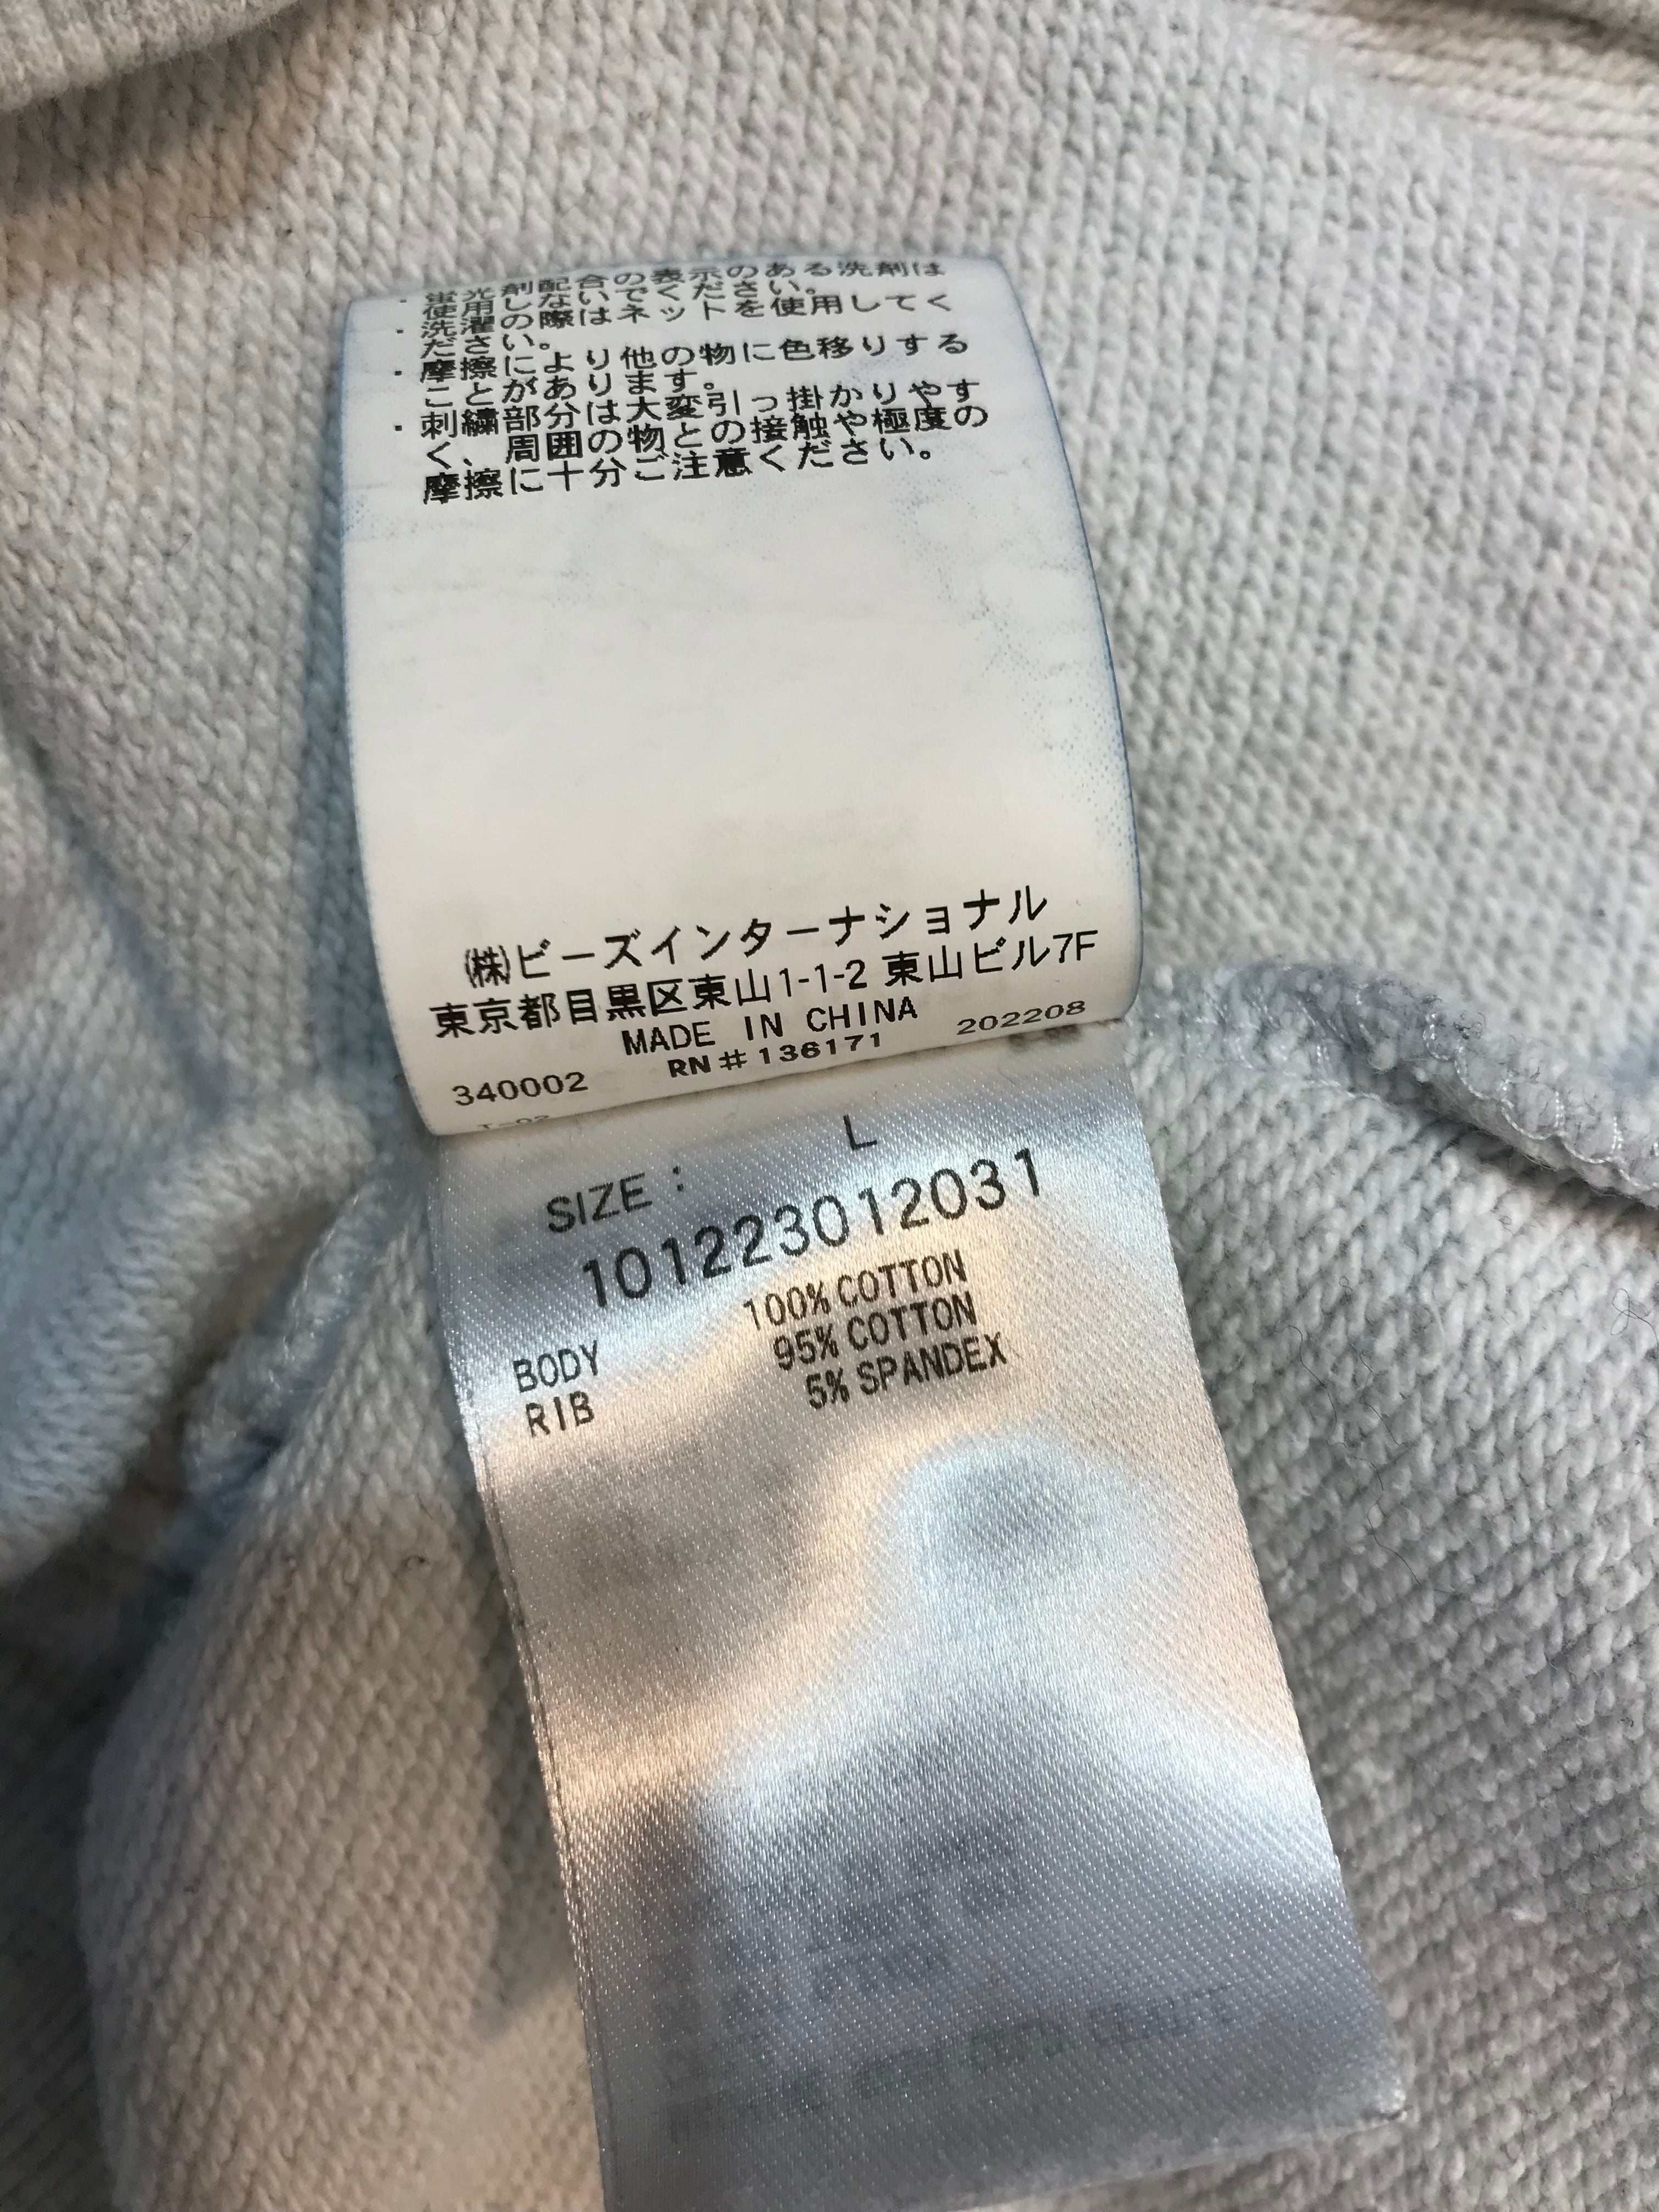 ・蛍光剤配合の表示のある洗剤は
使用しないでください。
・洗濯の際はネットを使用してく
ださい。
・摩擦により他の物に色移りする
ことがあります。
・刺繍部分は大変引っ掛かりやす
く、周囲の物との接触や極度の
摩擦に十分ご注意ください。
㈱ビーズインターナショナル
東京都目黒区東山1-1-2 東山ビル7F
MADE IN CHINA
202208
RN#136171
340002
SIZE: L
101223012031
100% COTTON
BODY 95% COTTON
RIB 5% SPANDEX